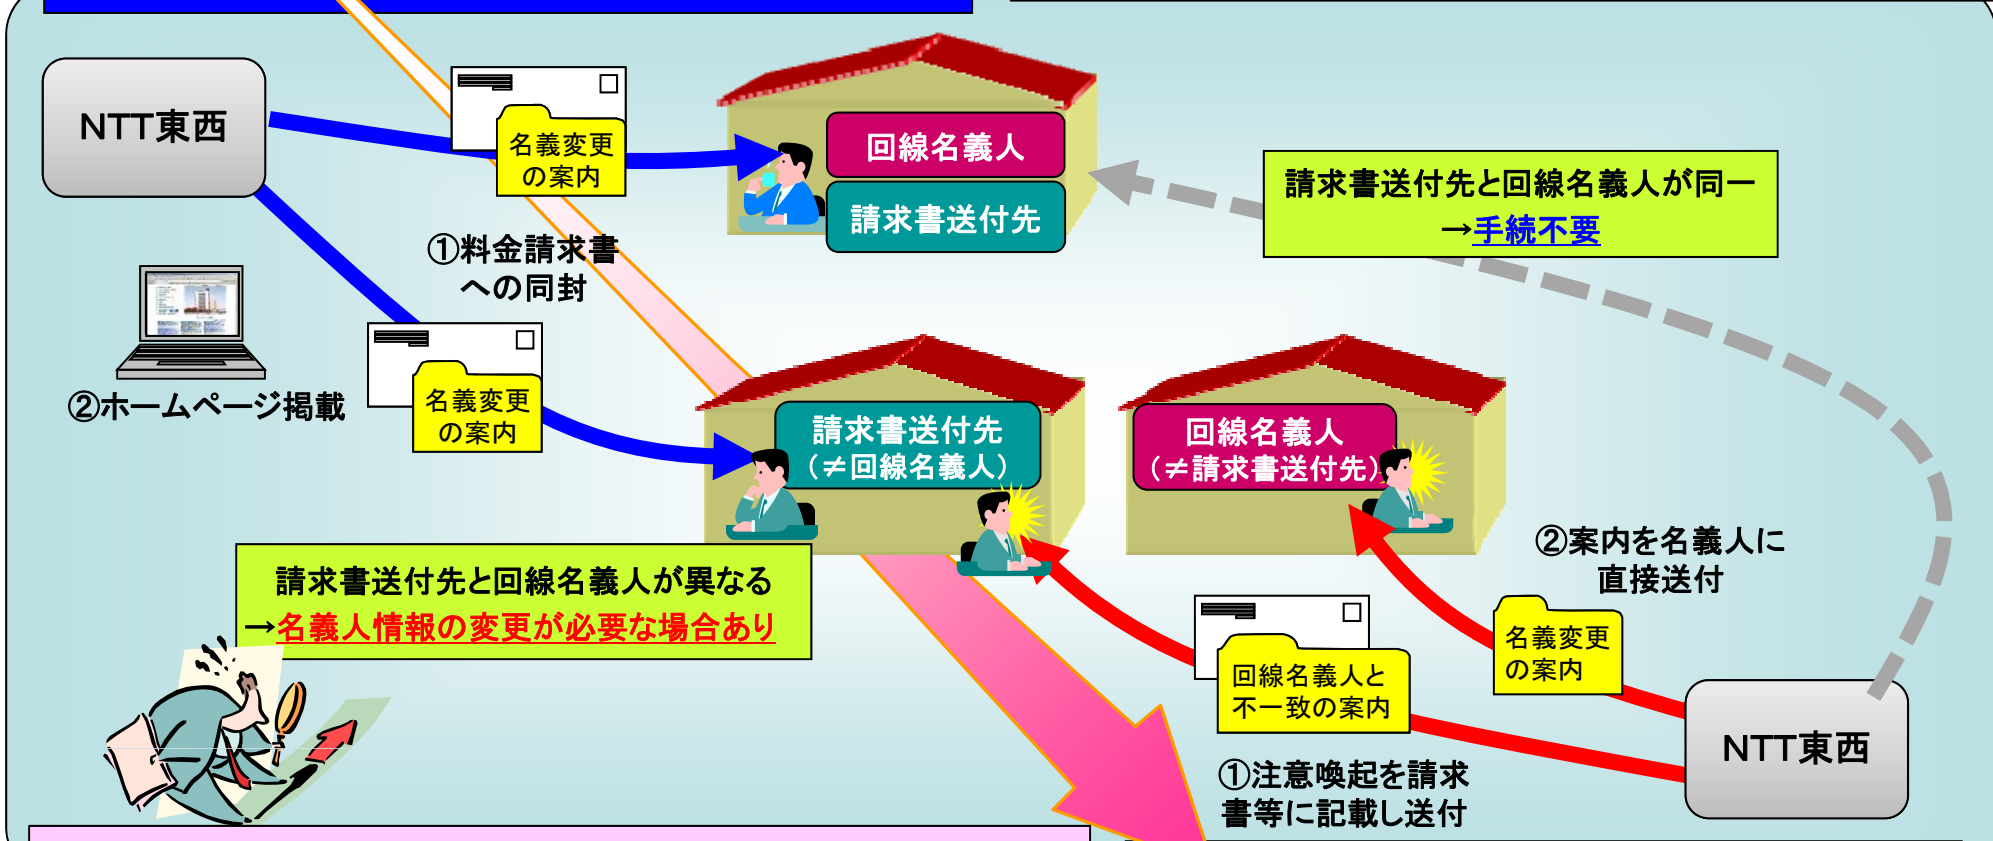 NTT東西
名義変更
の案内
回線名義人
請求書送付先
請求書送付先と回線名義人が同一
→手続不要
①料金請求書
への同封
②ホームページ掲載
名義変更
の案内
請求書送付先
(≠回線名義人)
回線名義人
(≠請求書送付先)
請求書送付先と回線名義人が異なる
→名義人情報の変更が必要な場合あり
②案内を名義人に
直接送付
名義変更
の案内
回線名義人と
不一致の案内
NTT東西
①注意喚起を請求
書等に記載し送付